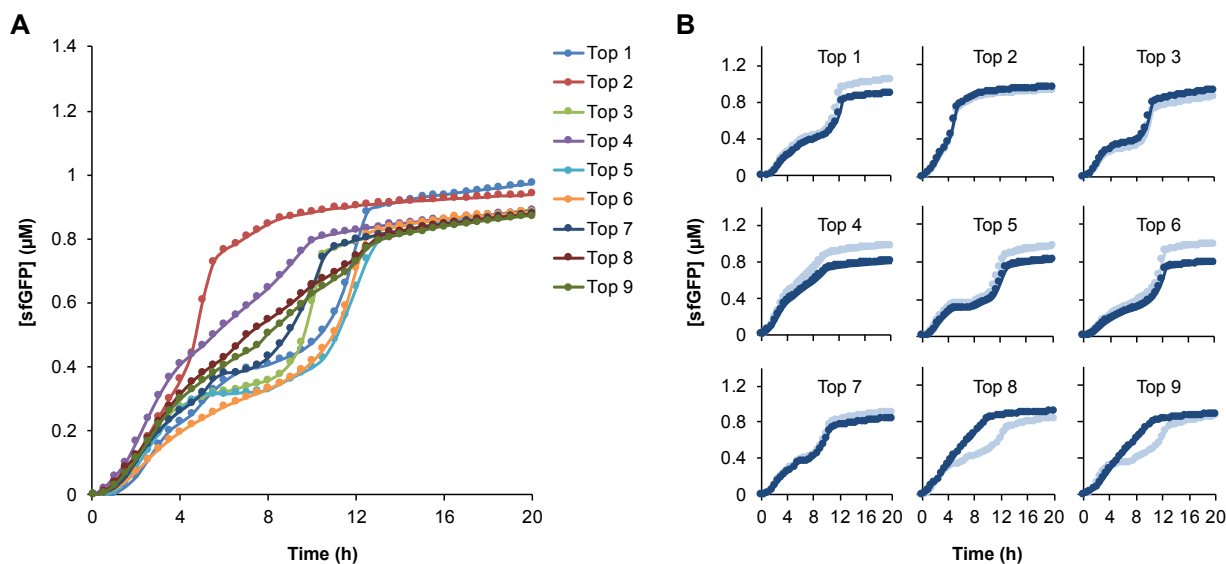 A
[sfGFP] (µM)
1.4
1.2
1
0.8
0.6
0.4
0.2
0
0 4 8 12 16 20
Time (h)
Top 1
Top 2
Top 3
Top 4
Top 5
Top 6
Top 7
Top 8
Top 9
B
[sfGFP] (µM)
Top 1 Top 2 Top 3
1.2
0.8
0.4
0
Top 4 Top 5 Top 6
1.2
0.8
0.4
0
Top 7 Top 8 Top 9
1.2
0.8
0.4
0
0 4 8 12 16 20 0 4 8 12 16 20 0 4 8 12 16 20
Time (h)